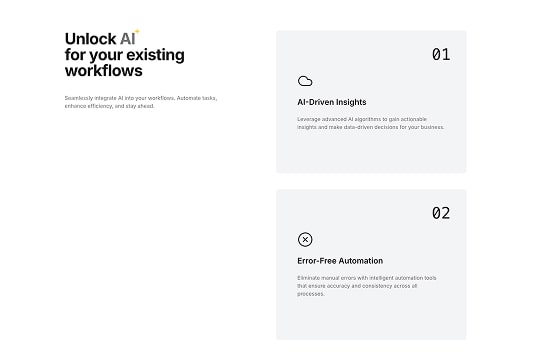 Unlock AI
for your existing
workflows
Seamlessly integrate AI into your workflows. Automate tasks,
enhance efficiency, and stay ahead.
01
AI-Driven Insights
Leverage advanced AI algorithms to gain actionable
insights and make data-driven decisions for your business.
02
Error-Free Automation
Eliminate manual errors with intelligent automation tools
that ensure accuracy and consistency across all
processes.